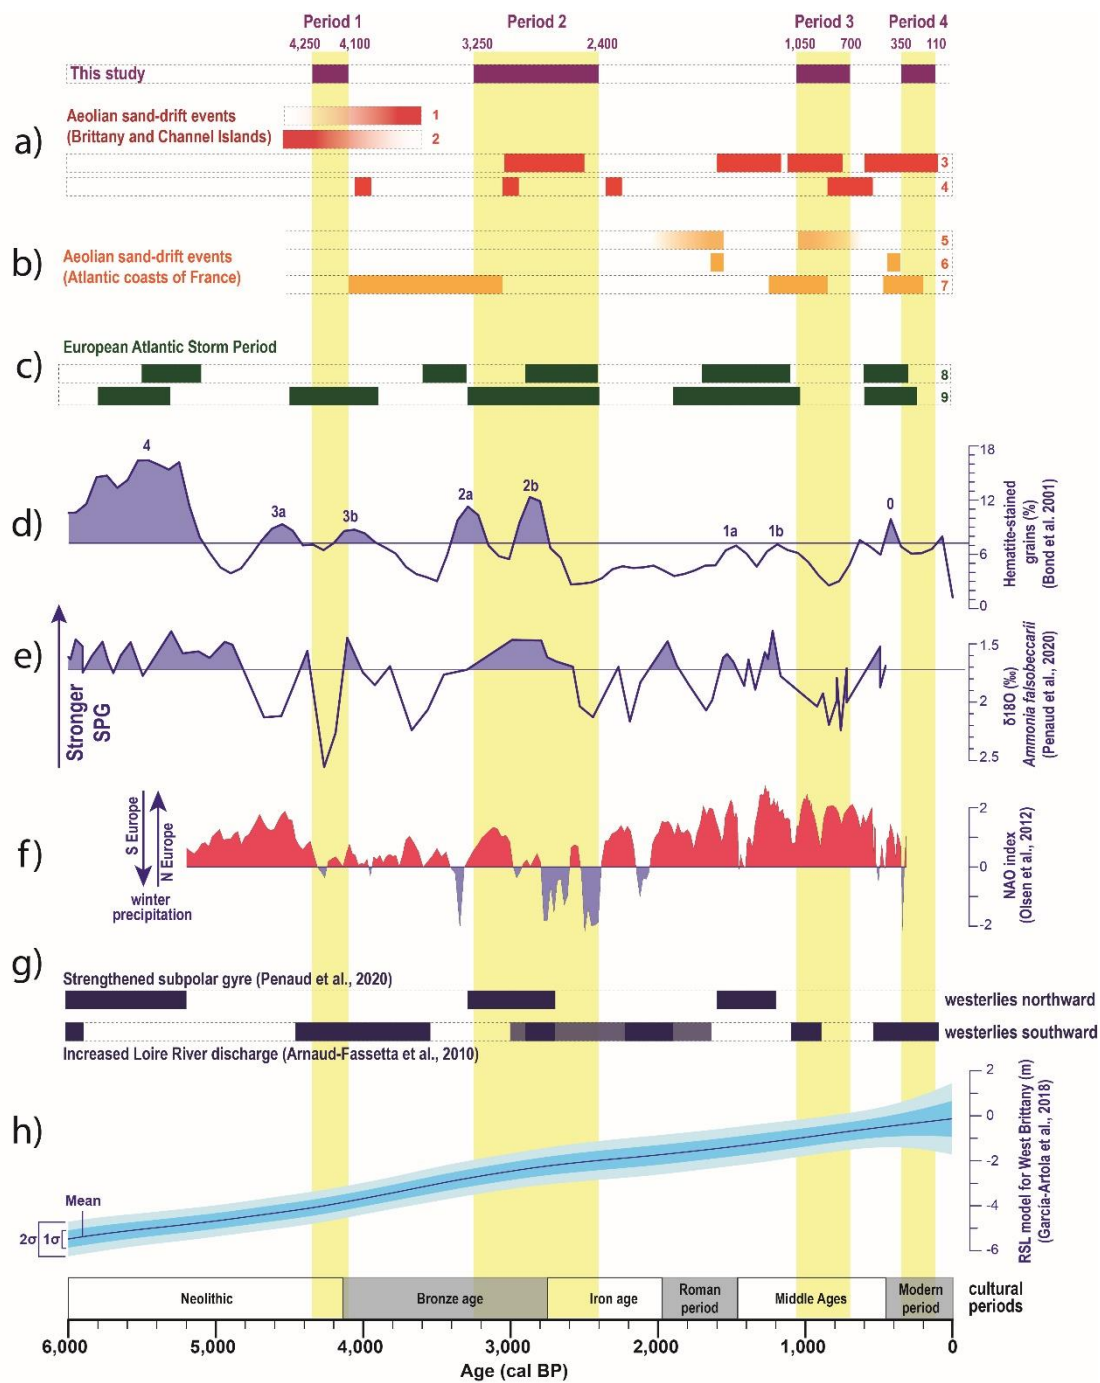 Period 1 Period 2 Period 3 Period 4
4,250 4,100 3,250 2,400 1,050 700 350 110
This study
a)
Aeolian sand-drift events
(Brittany and Channel Islands)
1
2
3
4
b)
Aeolian sand-drift events
(Atlantic coasts of France)
5
6
7
c)
European Atlantic Storm Period
8
9
d)
4 3a 3b 2a 2b 1a 1b 0
18
12
6
0
Hematite-stained
grains (%)
(Bond et al. 2001)
e)
Stronger
SPG
1.5
2
2.5
δ18O (‰)
Ammonia falsobeccarii
(Penaud et al., 2020)
f)
S Europe
N Europe
winter
precipitation
2
0
-2
NAO index
(Olsen et al., 2012)
g)
Strengthened subpolar gyre (Penaud et al., 2020)
westerlies northward
westerlies southward
Increased Loire River discharge (Arnaud-Fassetta et al., 2010)
h)
Mean
2σ 1σ
2
0
-2
-4
-6
RSL model for West Brittany (m)
(García-Artola et al., 2018)
Neolithic Bronze age Iron age Roman period Middle Ages Modern period
cultural
periods
6,000 5,000 4,000 3,000 2,000 1,000 0
Age (cal BP)